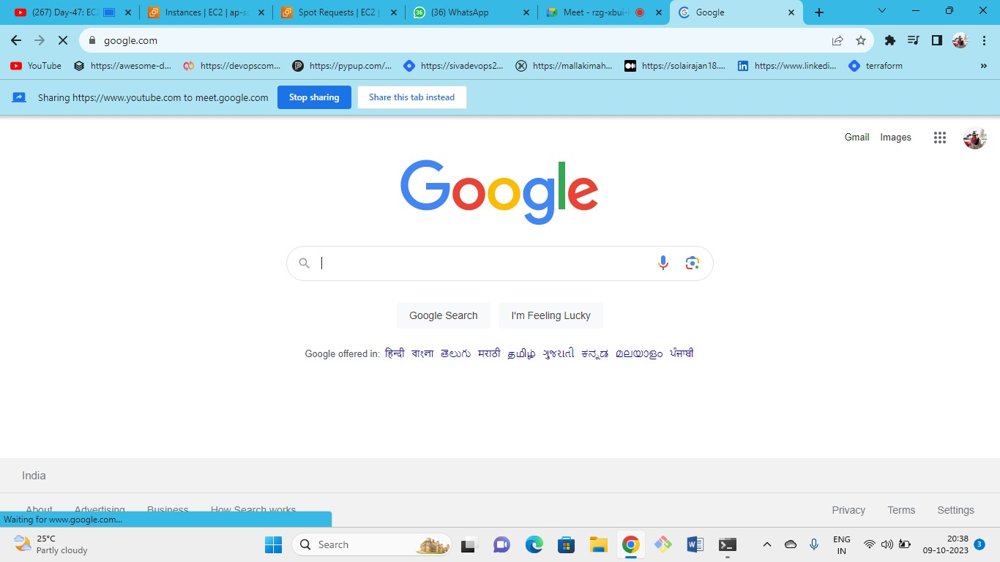 (267) Day-47: EC2
Instances | EC2 | ap-so
Spot Requests | EC2 |
36
(36) WhatsApp
Meet - rzg-xbui-
Google
google.com
YouTube
https://awesome-d...
https://devopscom...
https://pypup.com/...
https://sivadevops2...
https://mallakimah...
https://solairajan18....
https://www.linkedi...
terraform
»
Sharing https://www.youtube.com to meet.google.com
Stop sharing
Share this tab instead
Gmail
Images
Google
Google Search
I'm Feeling Lucky
Google offered in: हिन्दी বাংলা తెలుగు मराठी தமிழ் ગુજરાતી ಕನ್ನಡ മലയാളം ਪੰਜਾਬੀ
India
About
Advertising
Business
How Search works
Privacy
Terms
Settings
Waiting for www.google.com...
25°C
Partly cloudy
Search
ENG
IN
20:38
09-10-2023
3